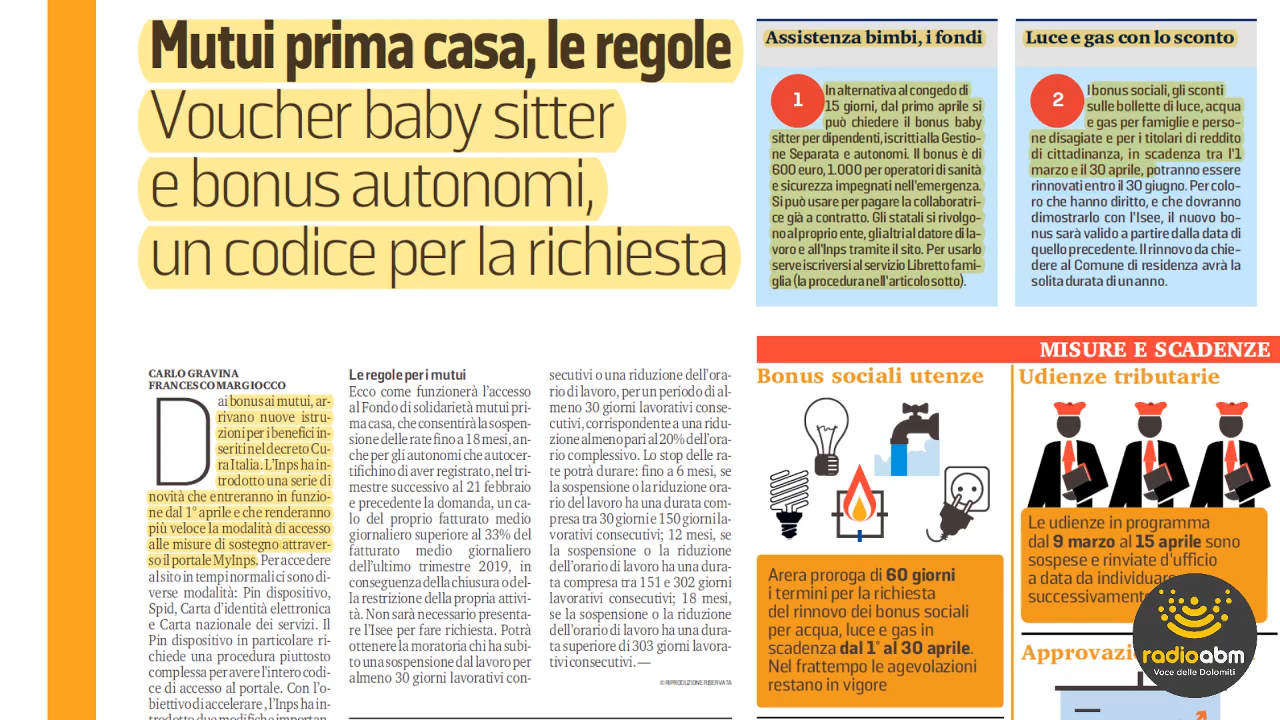 Mutui prima casa, le regole
Voucher baby sitter
e bonus autonomi,
un codice per la richiesta
CARLO GRAVINA
FRANCESCO MARGIOCCO
Dai bonus ai mutui, ar-
rivano nuove istru-
zioni per i benefici in-
seriti nel decreto Cu-
ra Italia. L'Inps ha in-
trodotto una serie di
novità che entreranno in funzio-
ne dal 1° aprile e che renderanno
più veloce la modalità di accesso
alle misure di sostegno attraver-
so il portale MyInps. Per accedere
al sito in tempi normali ci sono di-
verse modalità: Pin dispositivo,
Spid, Carta d'identità elettronica
e Carta nazionale dei servizi. Il
Pin dispositivo in particolare ri-
chiede una procedura piuttosto
complessa per avere l'intero codi-
ce di accesso al portale. Con l'o-
biettivo di accelerare, l'Inps ha in-
trodotto due modifiche importan-
Le regole per i mutui
Ecco come funzionerà l'accesso
al Fondo di solidarietà mutui pri-
ma casa, che consentirà la sospen-
sione delle rate fino a 18 mesi, an-
che per gli autonomi che autocer-
tifichino di aver registrato, nel tri-
mestre successivo al 21 febbraio
e precedente la domanda, un ca-
lo del proprio fatturato medio
giornaliero superiore al 33% del
fatturato medio giornaliero
dell'ultimo trimestre 2019, in
conseguenza della chiusura o del-
la restrizione della propria attivi-
tà. Non sarà necessario presenta-
re l'Isee per fare richiesta. Potrà
ottenere la moratoria chi ha subi-
to una sospensione dal lavoro per
almeno 30 giorni lavorativi con-
secutivi o una riduzione dell'ora-
rio di lavoro, per un periodo di al-
meno 30 giorni lavorativi conse-
cutivi, corrispondente a una ridu-
zione almeno pari al 20% dell'ora-
rio complessivo. Lo stop delle ra-
te potrà durare: fino a 6 mesi, se
la sospensione o la riduzione ora-
rio del lavoro ha una durata com-
presa tra 30 giorni e 150 giorni la-
vorativi consecutivi; 12 mesi, se
la sospensione o la riduzione
dell'orario di lavoro ha una dura-
ta compresa tra 151 e 302 giorni
lavorativi consecutivi; 18 mesi,
se la sospensione o la riduzione
dell'orario di lavoro ha una dura-
ta superiore di 303 giorni lavora-
tivi consecutivi. —
© RIPRODUZIONE RISERVATA
Assistenza bimbi, i fondi
1
In alternativa al congedo di
15 giorni, dal primo aprile si
può chiedere il bonus baby
sitter per dipendenti, iscritti alla Gestio-
ne Separata e autonomi. Il bonus è di
600 euro, 1.000 per operatori di sanità
e sicurezza impegnati nell'emergenza.
Si può usare per pagare la collaboratri-
ce già a contratto. Gli statali si rivolgo-
no al proprio ente, gli altri al datore di la-
voro e all'Inps tramite il sito. Per usarlo
serve iscriversi al servizio Libretto fami-
glia (la procedura nell'articolo sotto).
Luce e gas con lo sconto
2
I bonus sociali, gli sconti
sulle bollette di luce, acqua
e gas per famiglie e perso-
ne disagiate e per i titolari di reddito
di cittadinanza, in scadenza tra l'1
marzo e il 30 aprile, potranno essere
rinnovati entro il 30 giugno. Per colo-
ro che hanno diritto, e che dovranno
dimostrarlo con l'Isee, il nuovo bo-
nus sarà valido a partire dalla data di
quello precedente. Il rinnovo da chie-
dere al Comune di residenza avrà la
solita durata di un anno.
MISURE E SCADENZE
Bonus sociali utenze
Arera proroga di 60 giorni
i termini per la richiesta
del rinnovo dei bonus sociali
per acqua, luce e gas in
scadenza dal 1° al 30 aprile.
Nel frattempo le agevolazioni
restano in vigore
Udienze tributarie
Le udienze in programma
dal 9 marzo al 15 aprile sono
sospese e rinviate d'ufficio
a data da individuare
successivament
Approvazi
radioabm
Voce delle Dolomiti